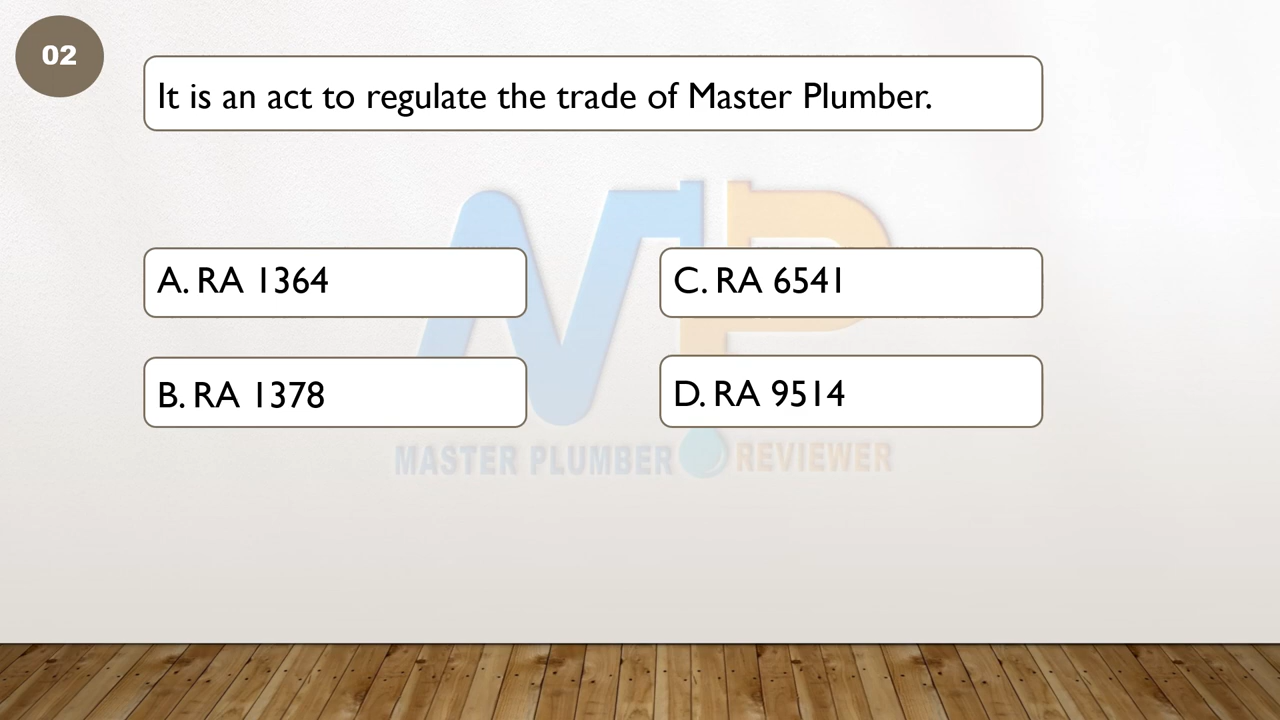 02
It is an act to regulate the trade of Master Plumber.
A. RA 1364
C. RA 6541
B. RA 1378
D. RA 9514
MASTER PLUMBER REVIEWER